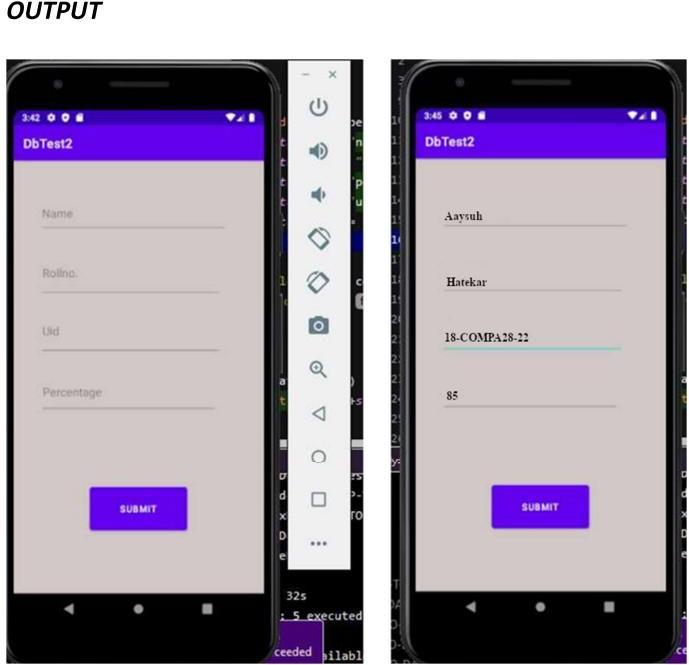 OUTPUT
3:42
DbTest2
Name
Rollno.
Uid
Percentage
SUBMIT
32s
: 5 executed
ceeded
3:45
DbTest2
Aaysuh
Hatekar
18-COMPA28-22
85
SUBMIT